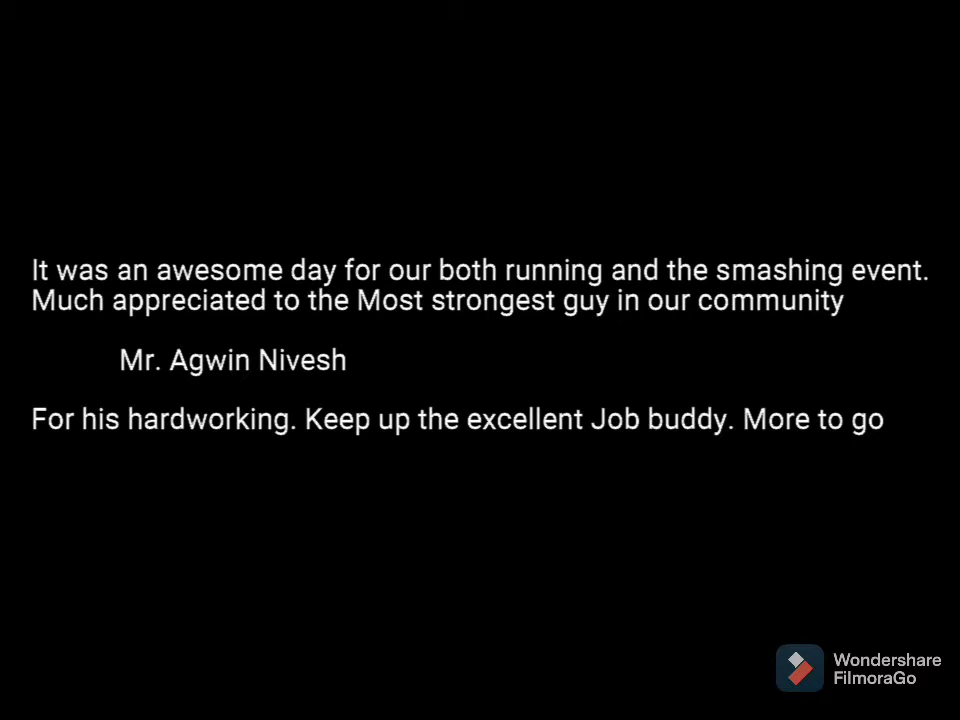 It was an awesome day for our both running and the smashing event.
Much appreciated to the Most strongest guy in our community
Mr. Agwin Nivesh
For his hardworking. Keep up the excellent Job buddy. More to go
Wondershare
FilmoraGo